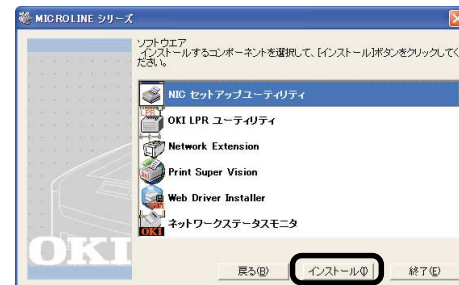 MICROLINE シリーズ
ソフトウエア
インストールするコンポーネントを選択して、[インストール]ボタンをクリックしてく
ださい。
NIC セットアップユーティリティ
LPR
OKI LPR ユーティリティ
Network Extension
Print Super Vision
Web Driver Installer
OKI
ネットワークステータスモニタ
OKI
戻る(B)
インストール(I)
終了(E)